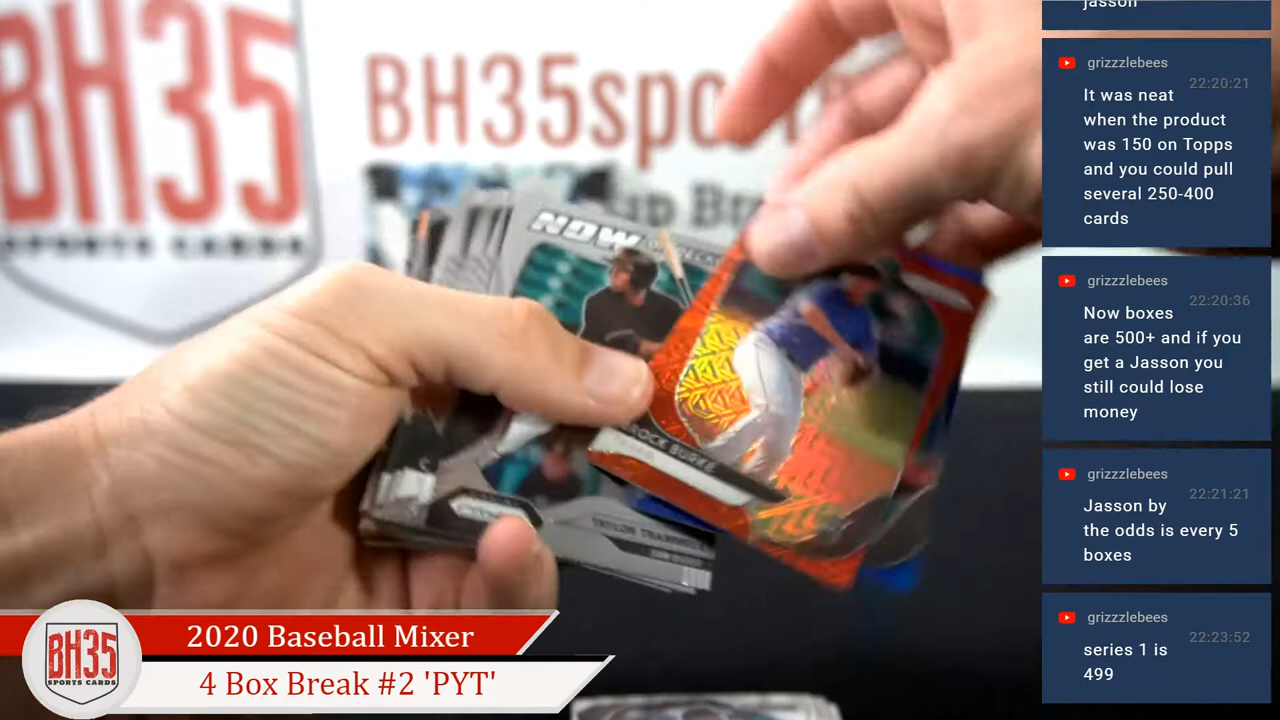 BH35
SPORTS CARDS
BH35spor
up Br
NOW
ROCK BURKE
TAYLOR TRAMMELL
BH35
SPORTS CARDS
2020 Baseball Mixer
4 Box Break #2 'PYT'
jasson
grizzzlebees
22:20:21
It was neat
when the product
was 150 on Topps
and you could pull
several 250-400
cards
grizzzlebees
22:20:36
Now boxes
are 500+ and if you
get a Jasson you
still could lose
money
grizzzlebees
22:21:21
Jasson by
the odds is every 5
boxes
grizzzlebees
22:23:52
series 1 is
499